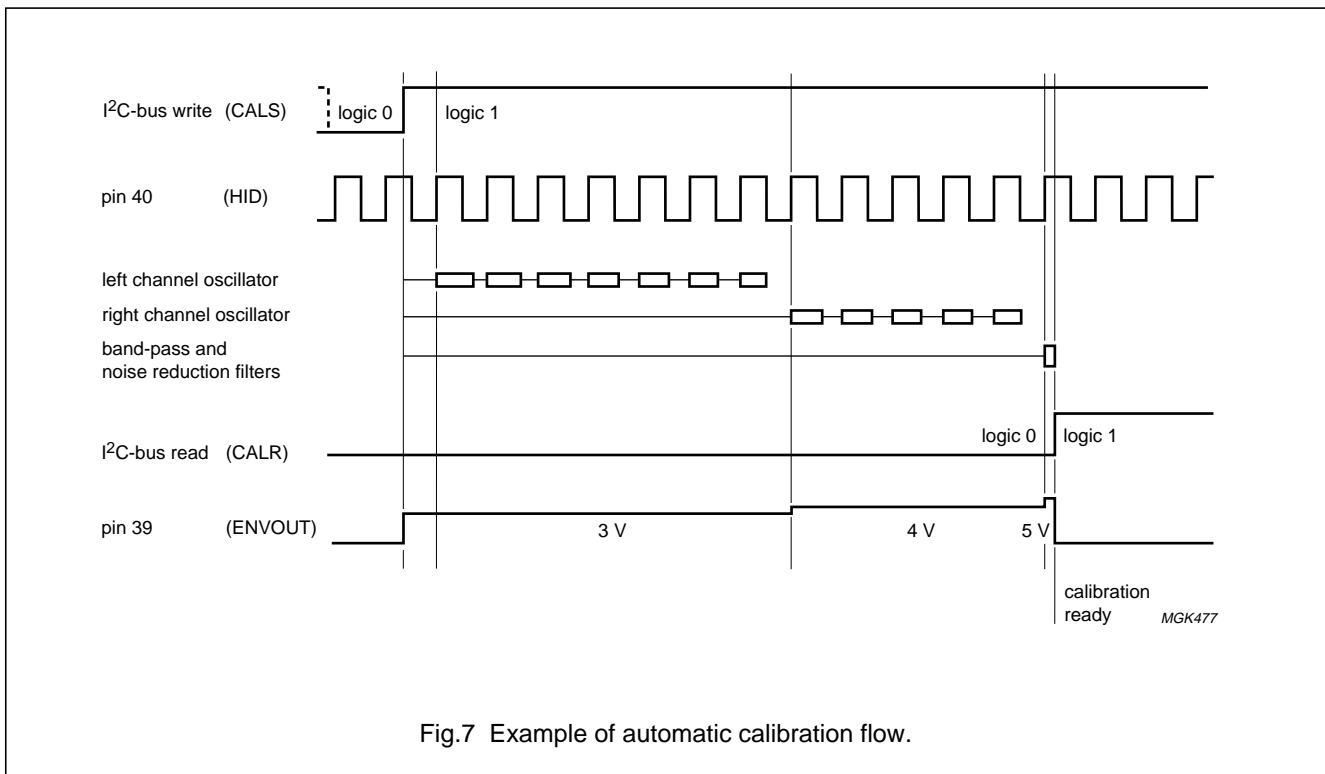 I²C-bus write (CALS) logic 0 logic 1
pin 40 (HID)
left channel oscillator
right channel oscillator
band-pass and
noise reduction filters
logic 0 logic 1
I²C-bus read (CALR)
pin 39 (ENVOUT) 3 V 4 V 5 V
calibration
ready MGK477
Fig.7 Example of automatic calibration flow.